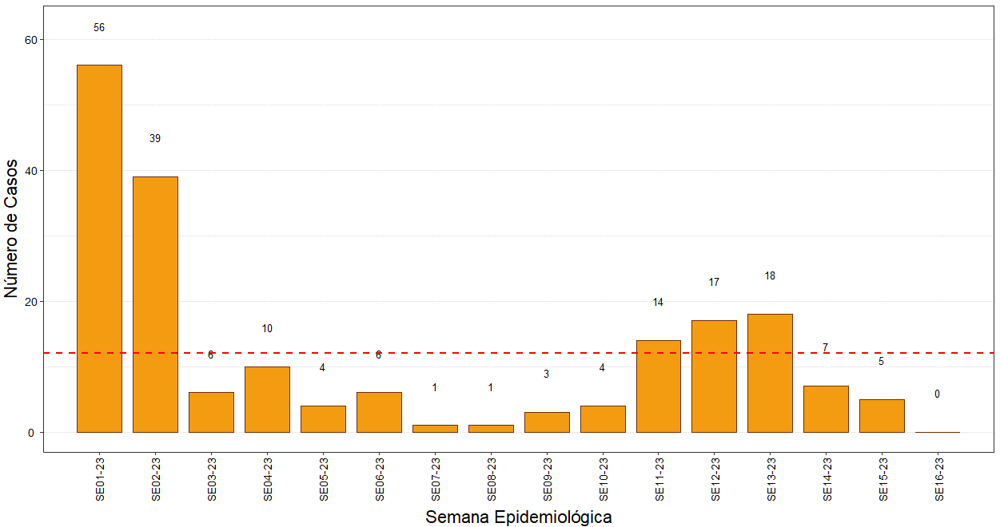 Número de Casos
60
40
20
0
56
39
6
10
4
6
1
1
3
4
14
17
18
7
5
0
SE01-23
SE02-23
SE03-23
SE04-23
SE05-23
SE06-23
SE07-23
SE08-23
SE09-23
SE10-23
SE11-23
SE12-23
SE13-23
SE14-23
SE15-23
SE16-23
Semana Epidemiológica